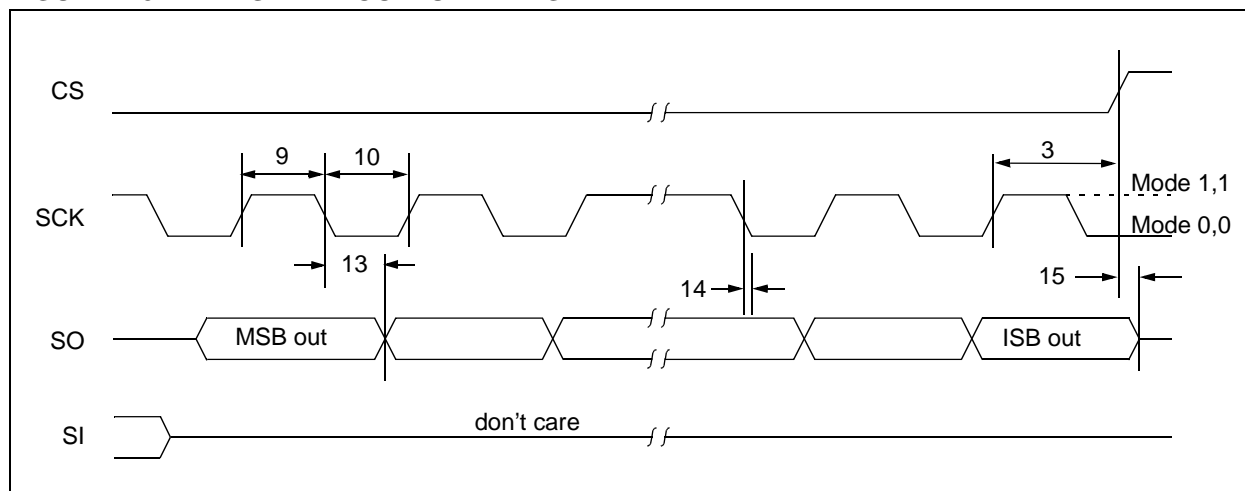 CS
9
10
3
Mode 1,1
SCK
Mode 0,0
13
14
15
SO
MSB out
ISB out
don't care
SI